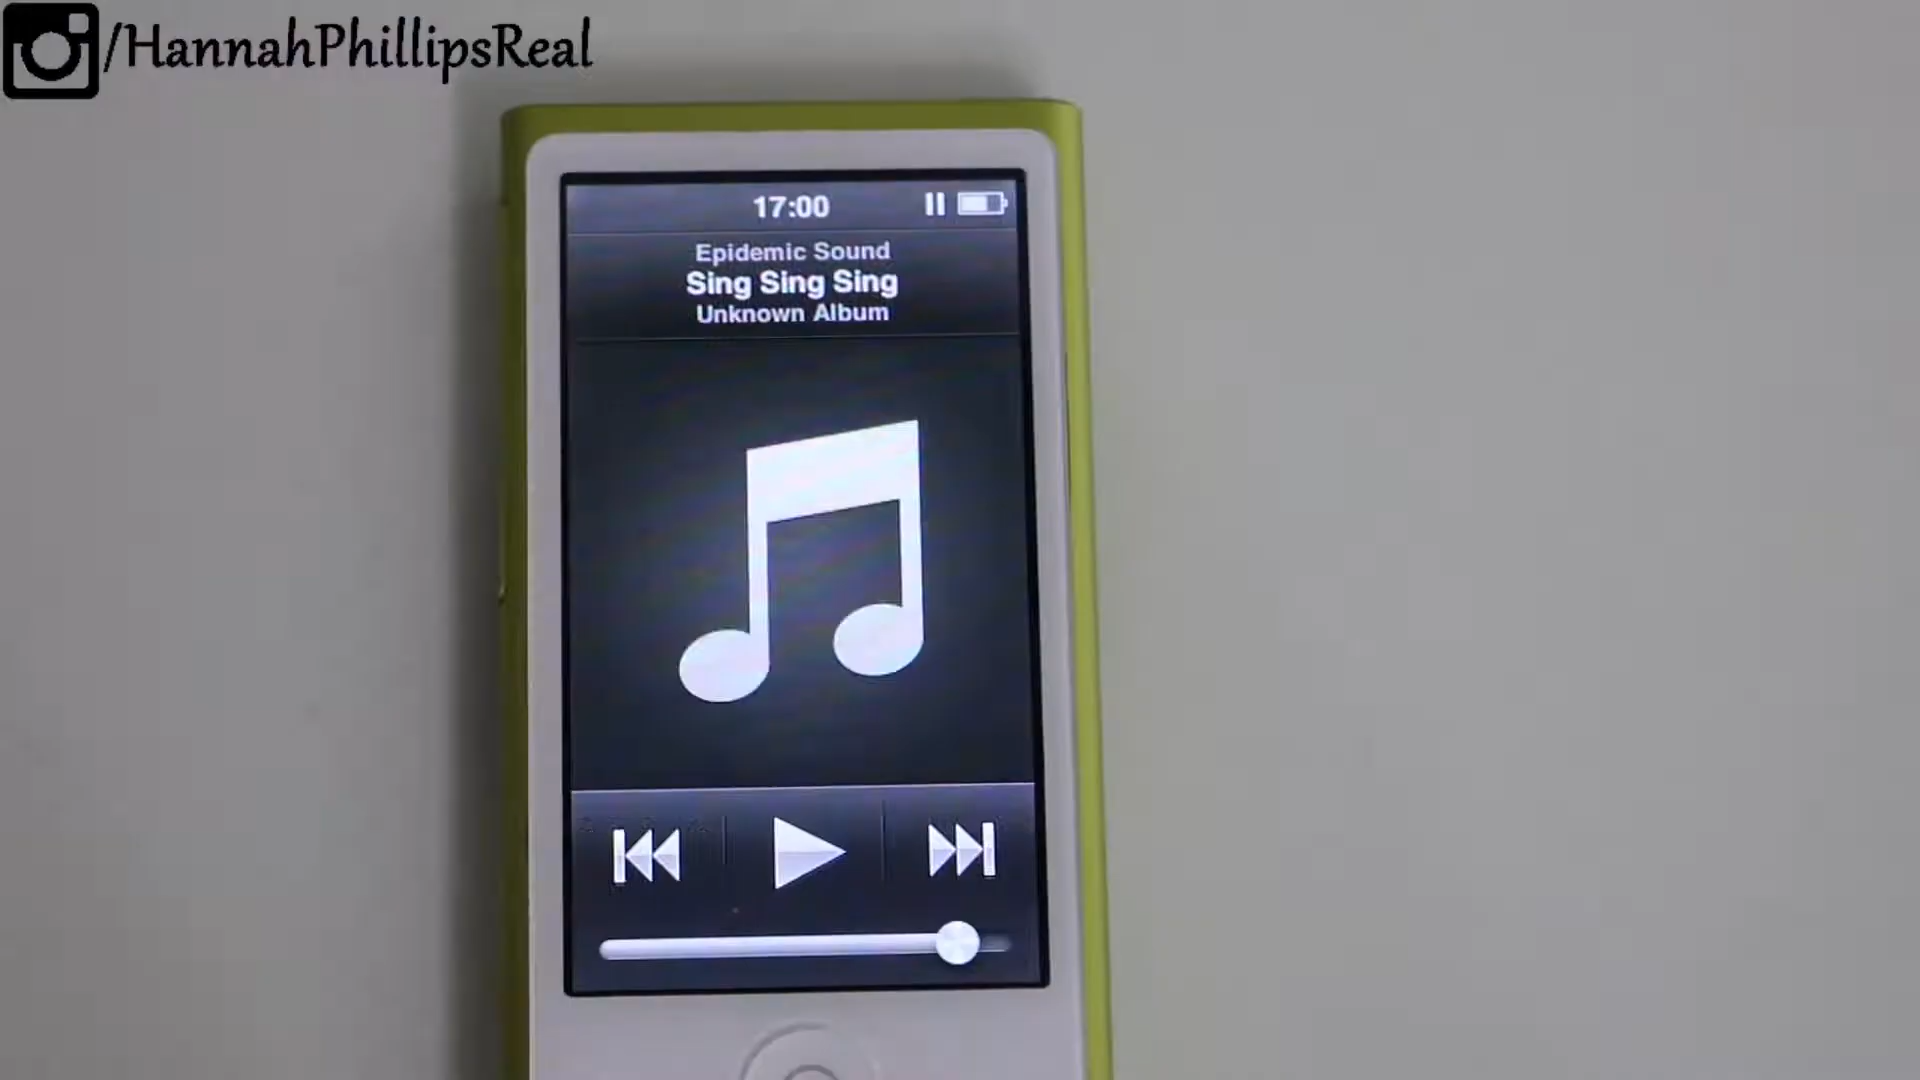 /HannahPhillipsReal
17:00
Epidemic Sound
Sing Sing Sing
Unknown Album